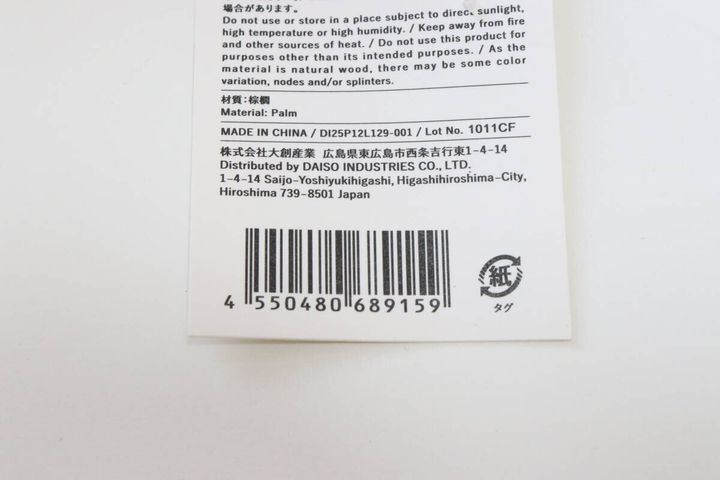 場合があります。
Do not use or store in a place subject to direct sunlight,
high temperature or high humidity. / Keep away from fire
and other sources of heat. / Do not use this product for
purposes other than its intended purposes. / As the
material is natural wood, there may be some color
variation, nodes and/or splinters.
材質:棕櫚
Material: Palm
MADE IN CHINA / DI25P12L129-001 / Lot No. 1011CF
株式会社大創産業 広島県東広島市西条吉行東1-4-14
Distributed by DAISO INDUSTRIES CO., LTD.
1-4-14 Saijo-Yoshiyukihigashi, Higashihiroshima-City,
Hiroshima 739-8501 Japan
4 550480 689159
紙
タグ